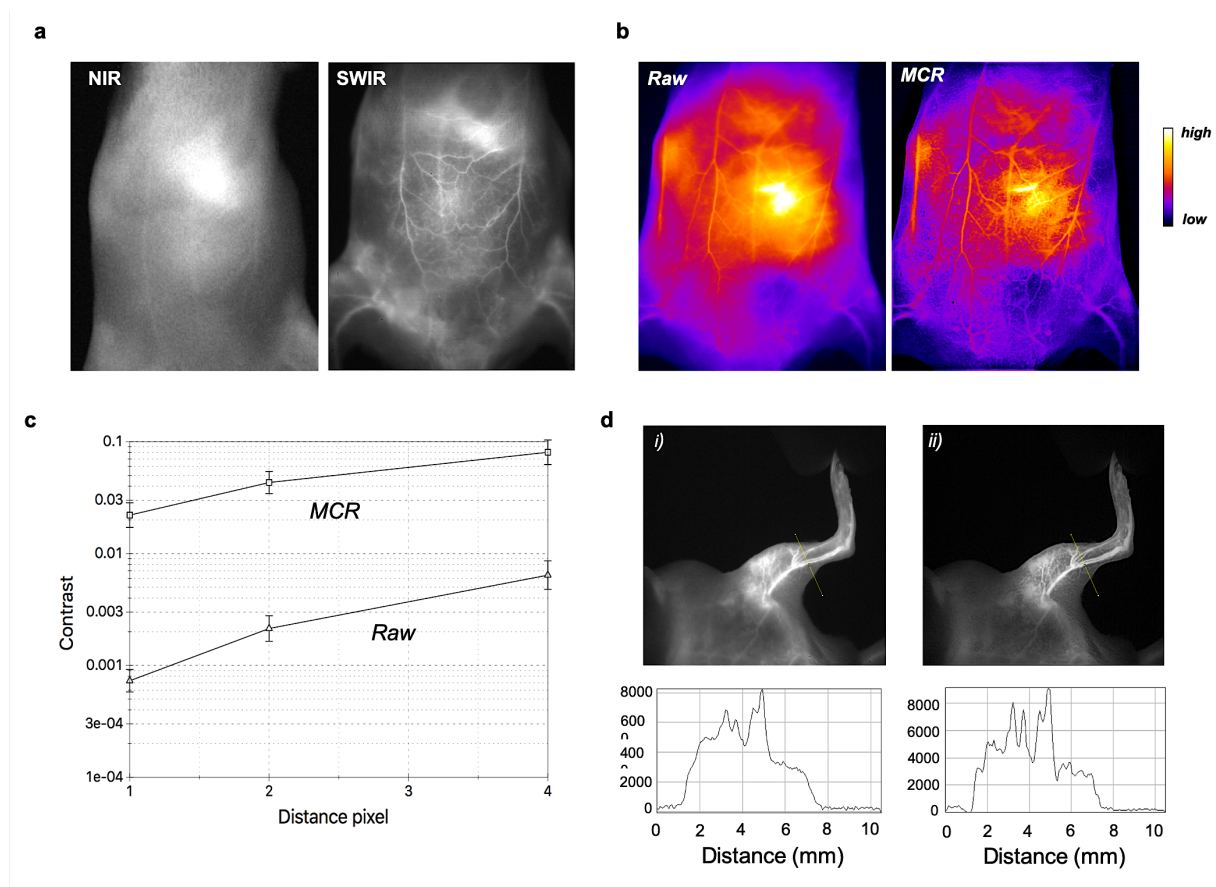 a
b
NIR
SWIR
Raw
MCR
high
low
c
d
0.1
0.03
0.01
0.003
0.001
3e-04
1e-04
Contrast
MCR
Raw
1
2
3
4
Distance pixel
i)
ii)
8000
600
400
2000
0
0 2 4 6 8 10
Distance (mm)
8000
6000
4000
2000
0
0 2 4 6 8 10
Distance (mm)